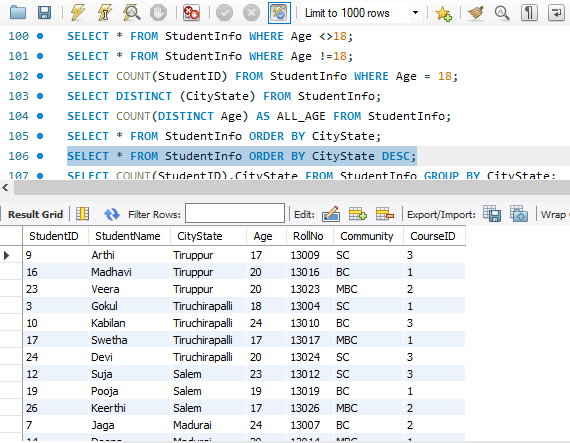 Limit to 1000 rows
100 SELECT * FROM StudentInfo WHERE Age <>18;
101 SELECT * FROM StudentInfo WHERE Age !=18;
102 SELECT COUNT(StudentID) FROM StudentInfo WHERE Age = 18;
103 SELECT DISTINCT (CityState) FROM StudentInfo;
104 SELECT COUNT(DISTINCT Age) AS ALL_AGE FROM StudentInfo;
105 SELECT * FROM StudentInfo ORDER BY CityState;
106 SELECT * FROM StudentInfo ORDER BY CityState DESC;
107 SELECT COUNT(StudentID),CityState FROM StudentInfo GROUP BY CityState;
Result Grid Filter Rows: Edit: Export/Import: Wrap
StudentID StudentName CityState Age RollNo Community CourseID
9 Arthi Tiruppur 17 13009 SC 3
16 Madhavi Tiruppur 20 13016 BC 1
23 Veera Tiruppur 20 13023 MBC 2
3 Gokul Tiruchirapalli 18 13004 SC 1
10 Kabilan Tiruchirapalli 24 13010 BC 3
17 Swetha Tiruchirapalli 17 13017 MBC 1
24 Devi Tiruchirapalli 20 13024 SC 3
12 Suja Salem 23 13012 SC 3
19 Pooja Salem 19 13019 BC 1
26 Keerthi Salem 17 13026 MBC 2
7 Jaga Madurai 24 13007 BC 2